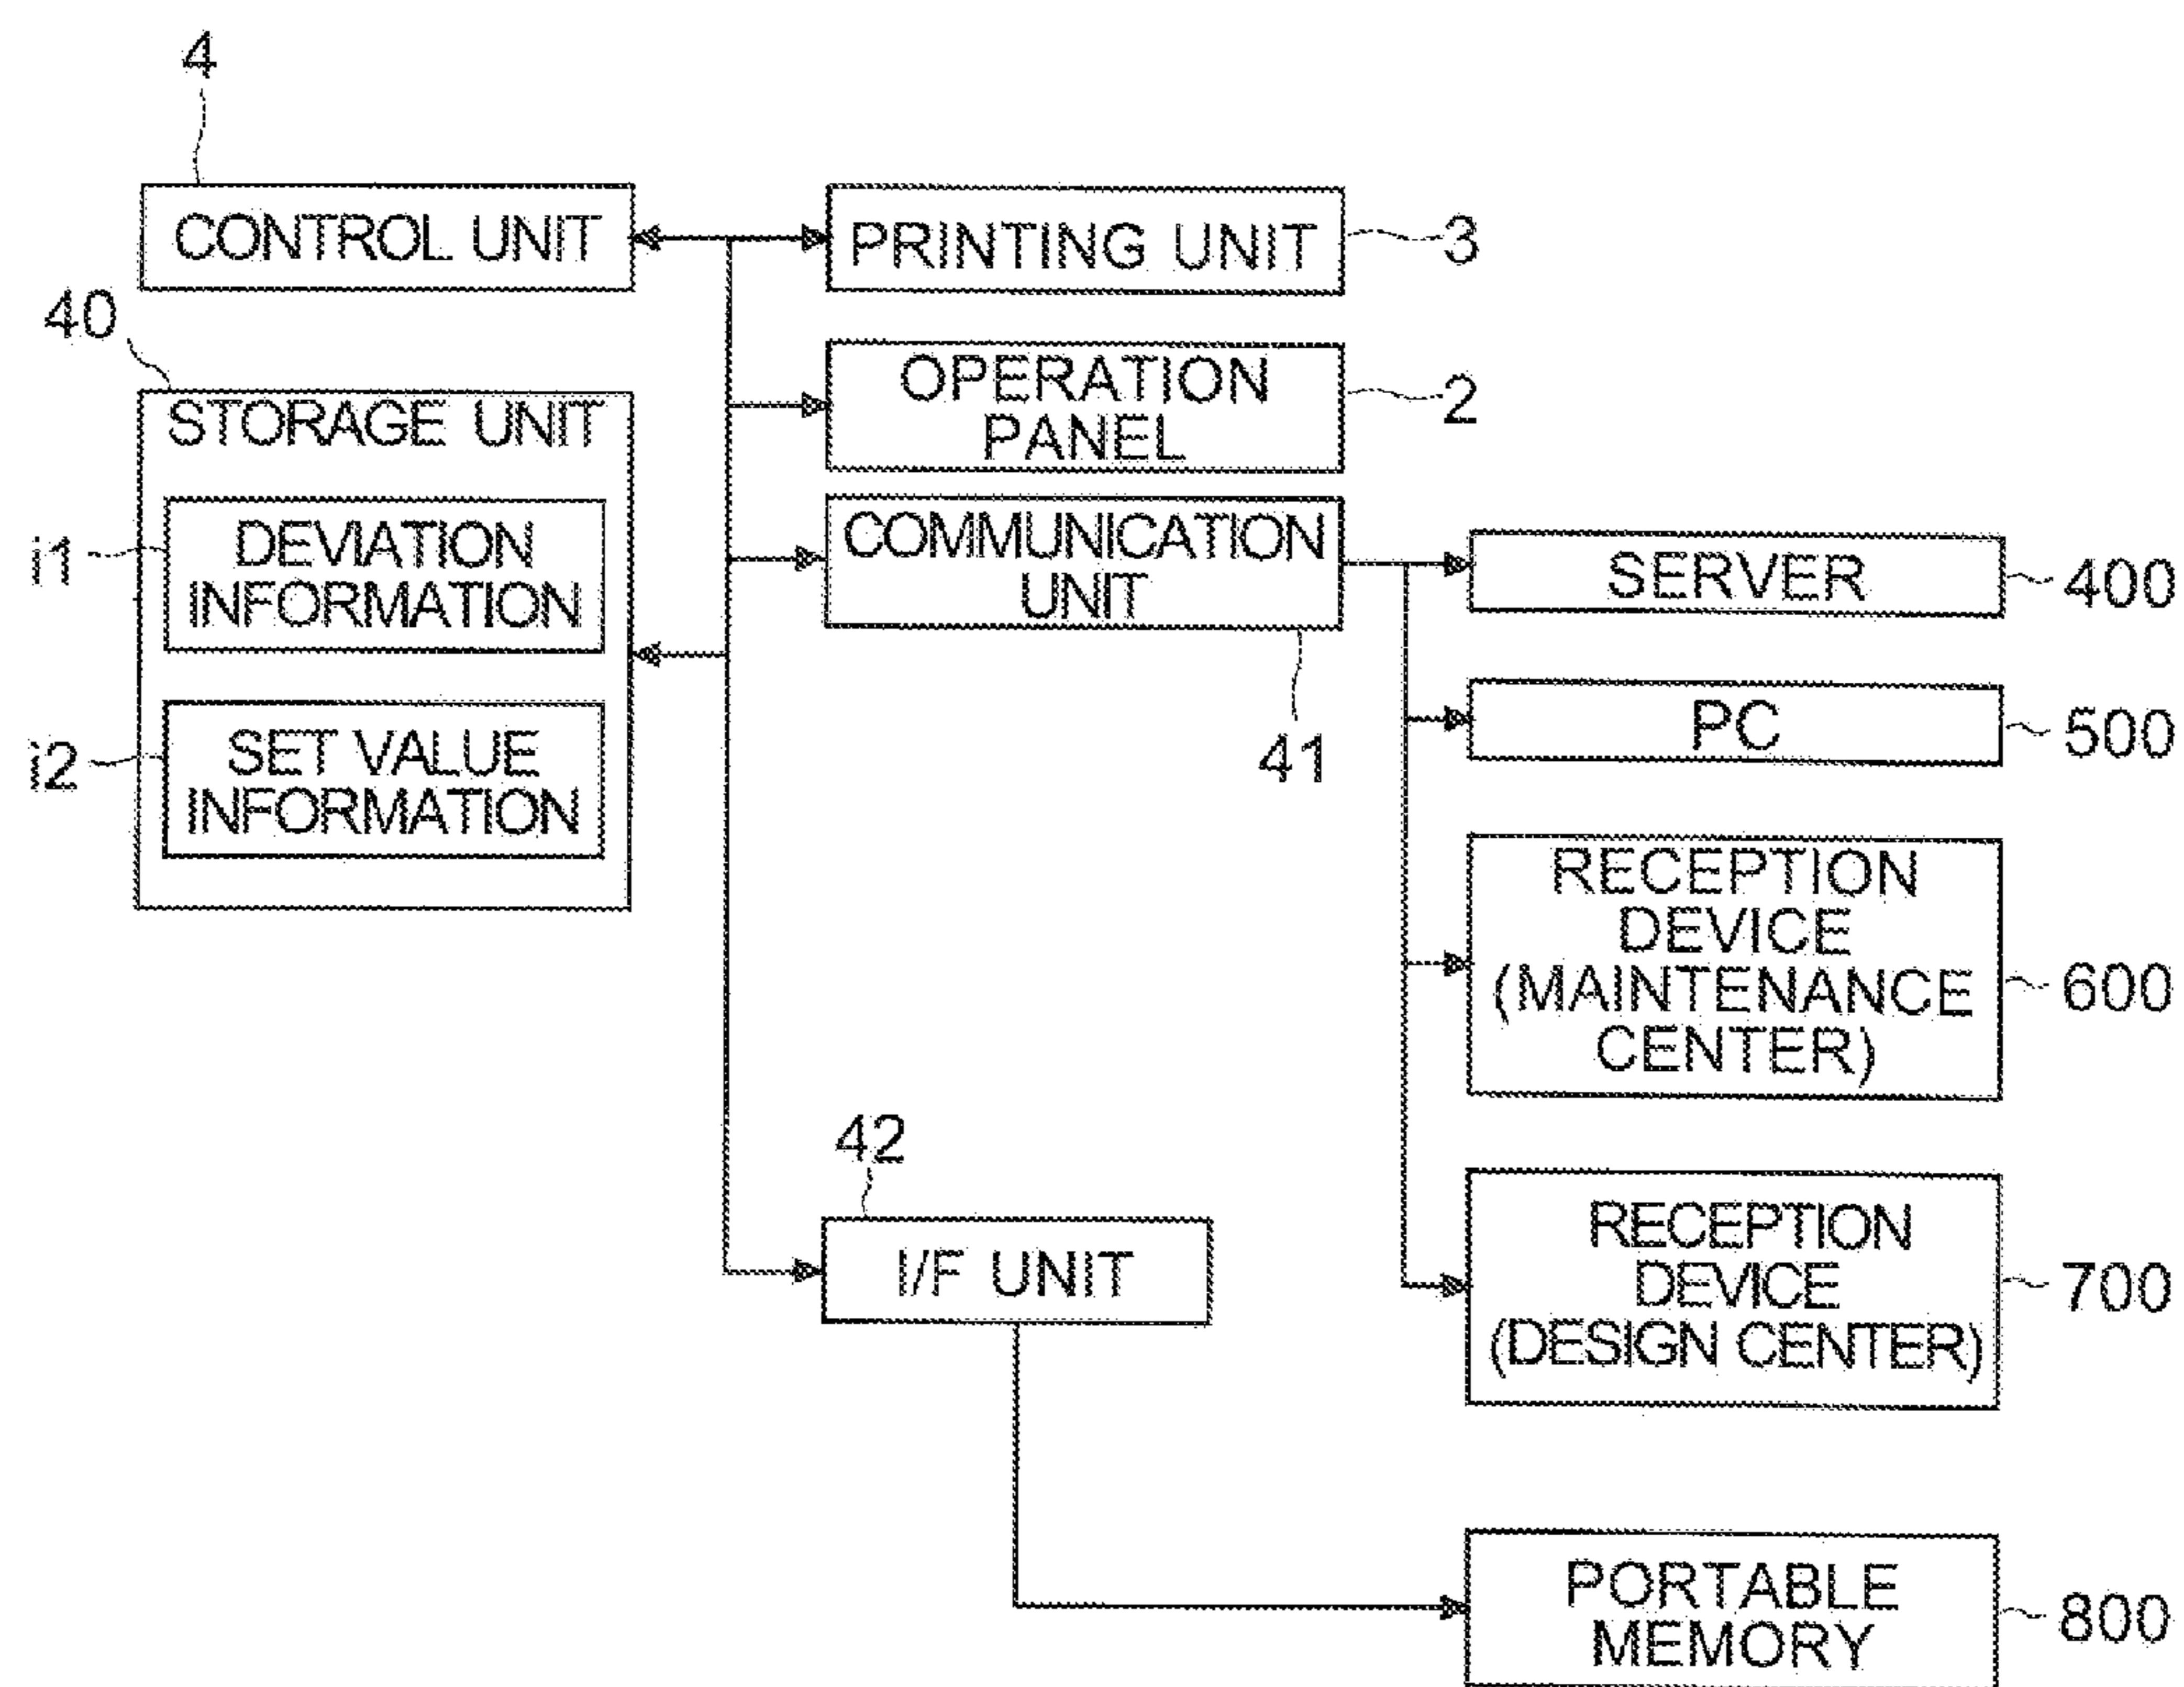 4
CONTROL UNIT
PRINTING UNIT
3
40
STORAGE UNIT
OPERATION
PANEL
2
i1
DEVIATION
INFORMATION
COMMUNICATION
UNIT
41
SERVER
400
i2
SET VALUE
INFORMATION
PC
500
RECEPTION
DEVICE
(MAINTENANCE
CENTER)
600
42
I/F UNIT
RECEPTION
DEVICE
(DESIGN CENTER)
700
PORTABLE
MEMORY
800